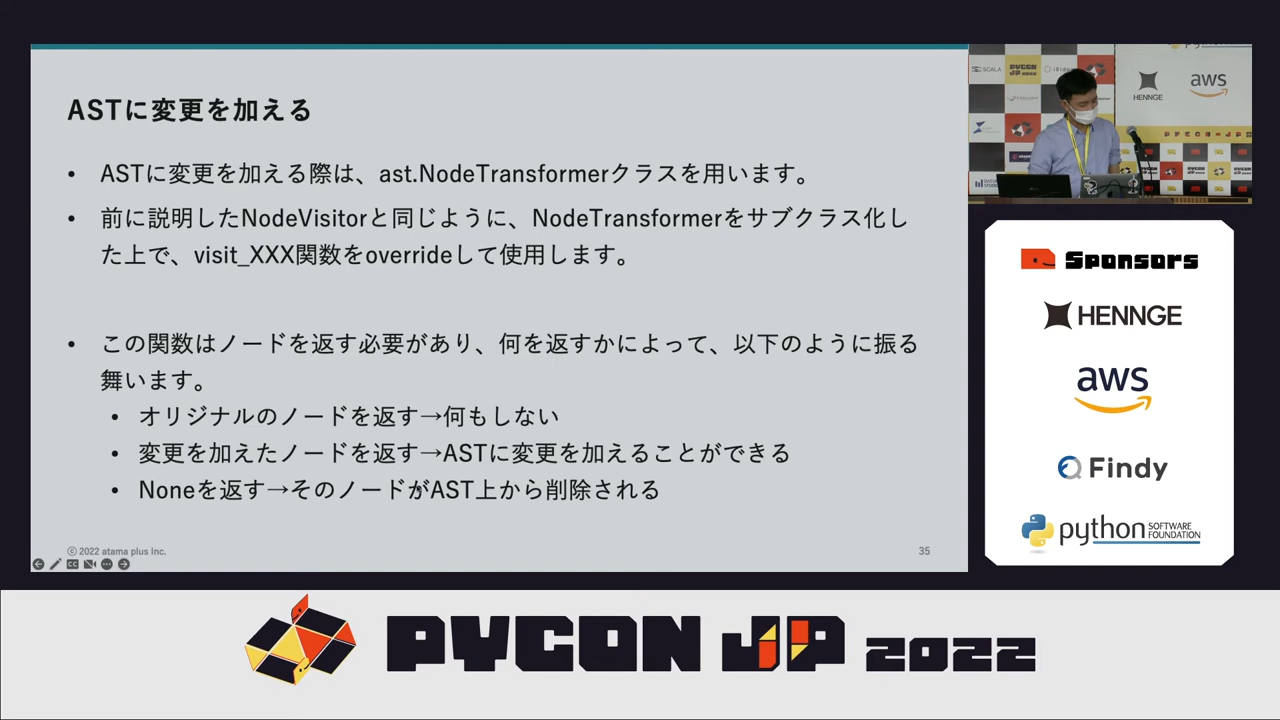 ASTに変更を加える
• ASTに変更を加える際は、ast.NodeTransformerクラスを用います。
• 前に説明したNodeVisitorと同じように、NodeTransformerをサブクラス化し
た上で、visit_XXX関数をoverrideして使用します。
• この関数はノードを返す必要があり、何を返すかによって、以下のように振る
舞います。
• オリジナルのノードを返す→何もしない
• 変更を加えたノードを返す→ASTに変更を加えることができる
• Noneを返す→そのノードがAST上から削除される
© 2022 atama plus Inc.
35
SCALA
PYCON
JP 2022
HENNGE
aws
Sponsors
HENNGE
aws
Findy
python SOFTWARE
FOUNDATION
PYCON JP 2022